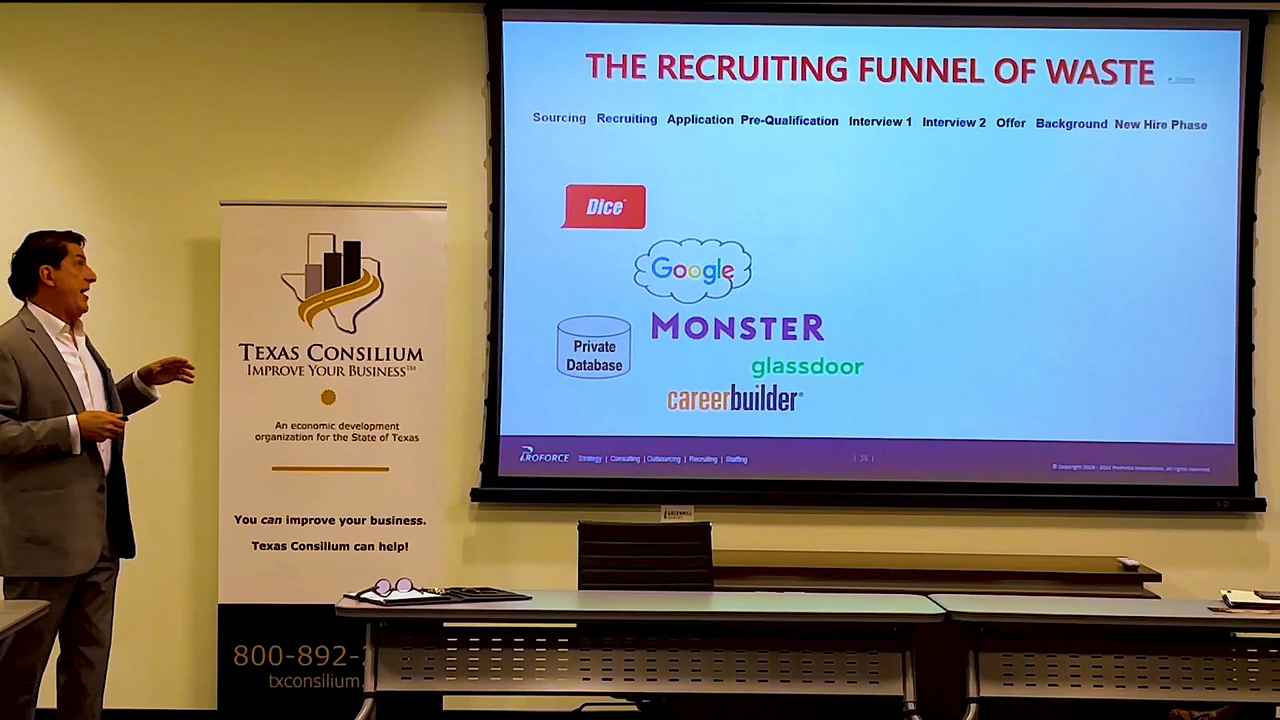 THE RECRUITING FUNNEL OF WASTE
Home
Sourcing Recruiting Application Pre-Qualification Interview 1 Interview 2 Offer Background New Hire Phase
Dice
Google
MONSTER
Private
Database
glassdoor
careerbuilder
PROFORCE Strategy | Consulting | Outsourcing | Recruiting | Staffing
| 35 |
TEXAS CONSILIUM
IMPROVE YOUR BUSINESS™
An economic development
organization for the State of Texas
You can improve your business.
Texas Consilium can help!
800-892-
txconsilium.